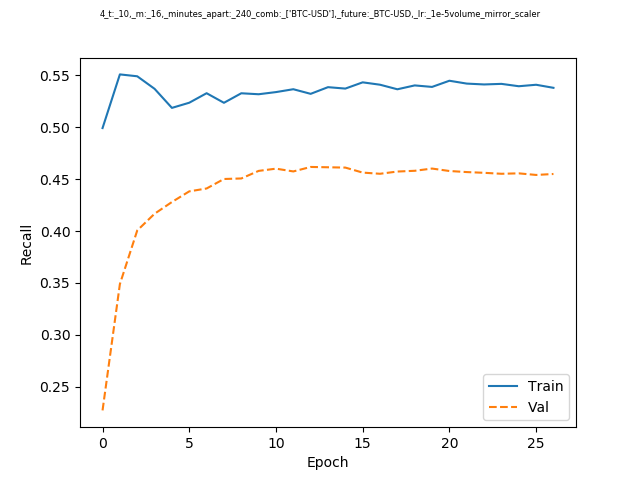 4_t:_10,_m:_16,_minutes_apart:_240_comb:_['BTC-USD'],_future:_BTC-USD,_lr:_1e-5volume_mirror_scaler
0.55
0.50
0.45
0.40
0.35
0.30
0.25
Recall
Train
Val
0 5 10 15 20 25
Epoch